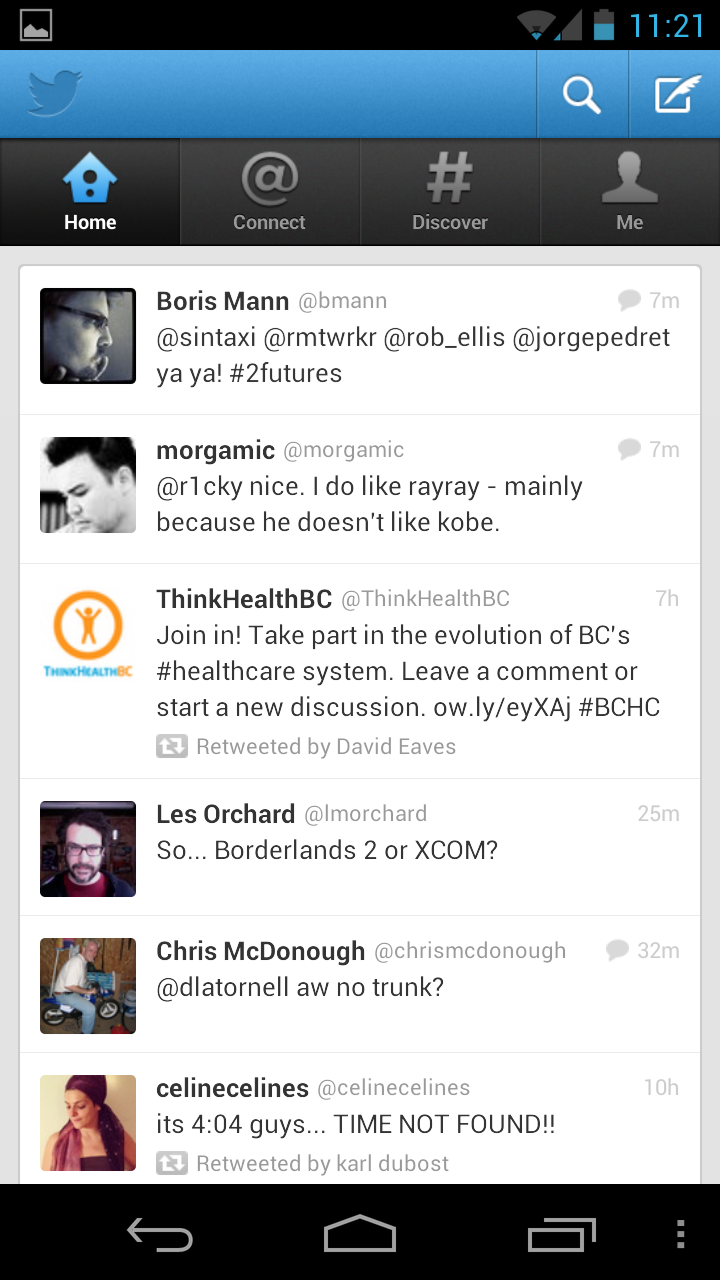 11:21
Home
Connect
Discover
Me
Boris Mann @bmann 7m
@sintaxi @rmtwrkr @rob_ellis @jorgepedret
ya ya! #2futures
morgamic @morgamic 7m
@r1cky nice. I do like rayray - mainly
because he doesn't like kobe.
THINKHEALTHBC
ThinkHealthBC @ThinkHealthBC 7h
Join in! Take part in the evolution of BC's
#healthcare system. Leave a comment or
start a new discussion. ow.ly/eyXAj #BCHC
Retweeted by David Eaves
Les Orchard @lmorchard 25m
So... Borderlands 2 or XCOM?
Chris McDonough @chrismcdonough 32m
@dlatornell aw no trunk?
celinecelines @celinecelines 10h
its 4:04 guys... TIME NOT FOUND!!
Retweeted by karl dubost